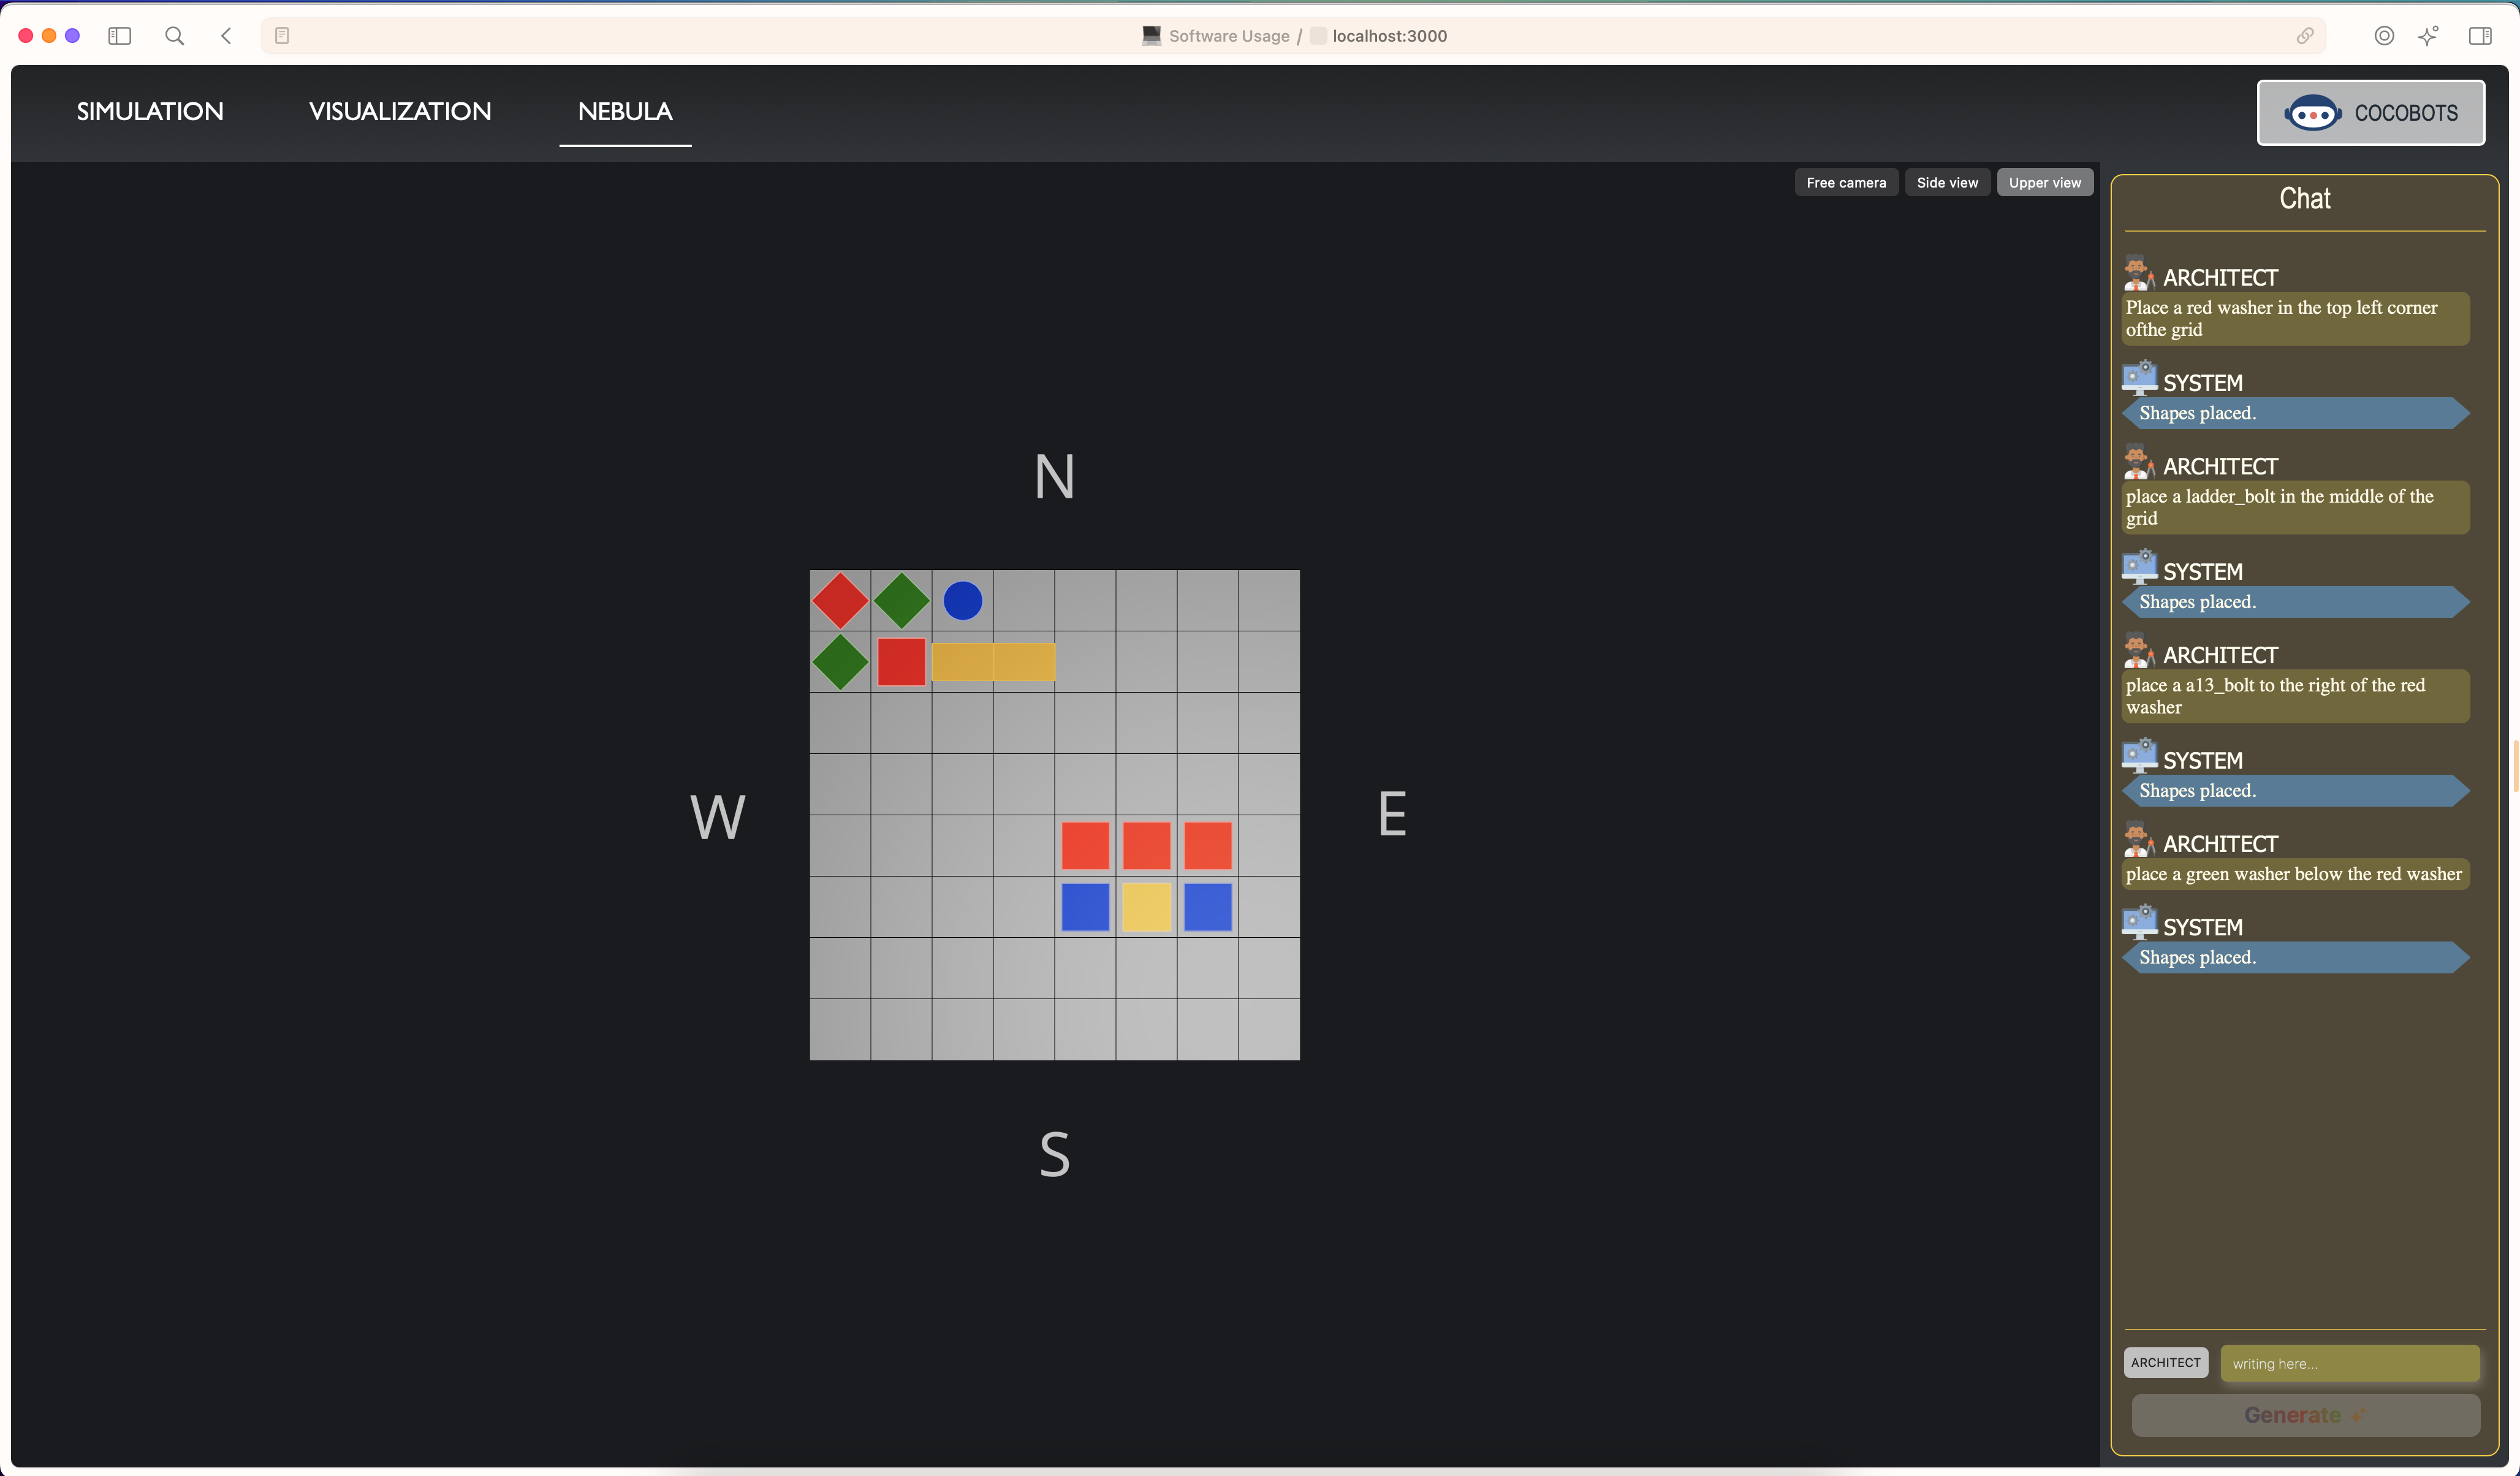 Software Usage / localhost:3000
SIMULATION
VISUALIZATION
NEBULA
COCOBOTS
Free camera
Side view
Upper view
N
W
E
S
Chat
ARCHITECT
Place a red washer in the top left corner
ofthe grid
SYSTEM
Shapes placed.
ARCHITECT
place a ladder_bolt in the middle of the
grid
SYSTEM
Shapes placed.
ARCHITECT
place a a13_bolt to the right of the red
washer
SYSTEM
Shapes placed.
ARCHITECT
place a green washer below the red washer
SYSTEM
Shapes placed.
ARCHITECT
writing here...
Generate